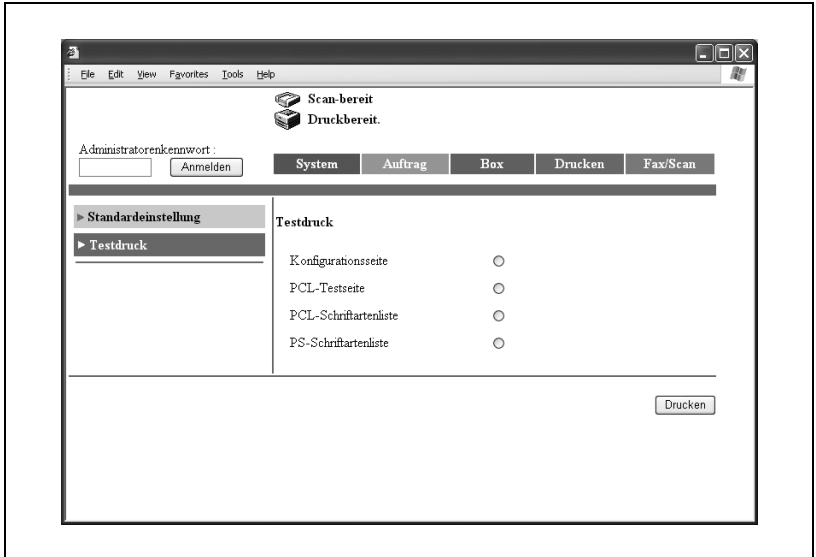 File Edit View Favorites Tools Help
Scan-bereit
Druckbereit.
Administratorenkennwort :
Anmelden
System Auftrag Box Drucken Fax/Scan
Standardeinstellung
Testdruck
Testdruck
Konfigurationsseite
PCL-Testseite
PCL-Schriftartenliste
PS-Schriftartenliste
Drucken